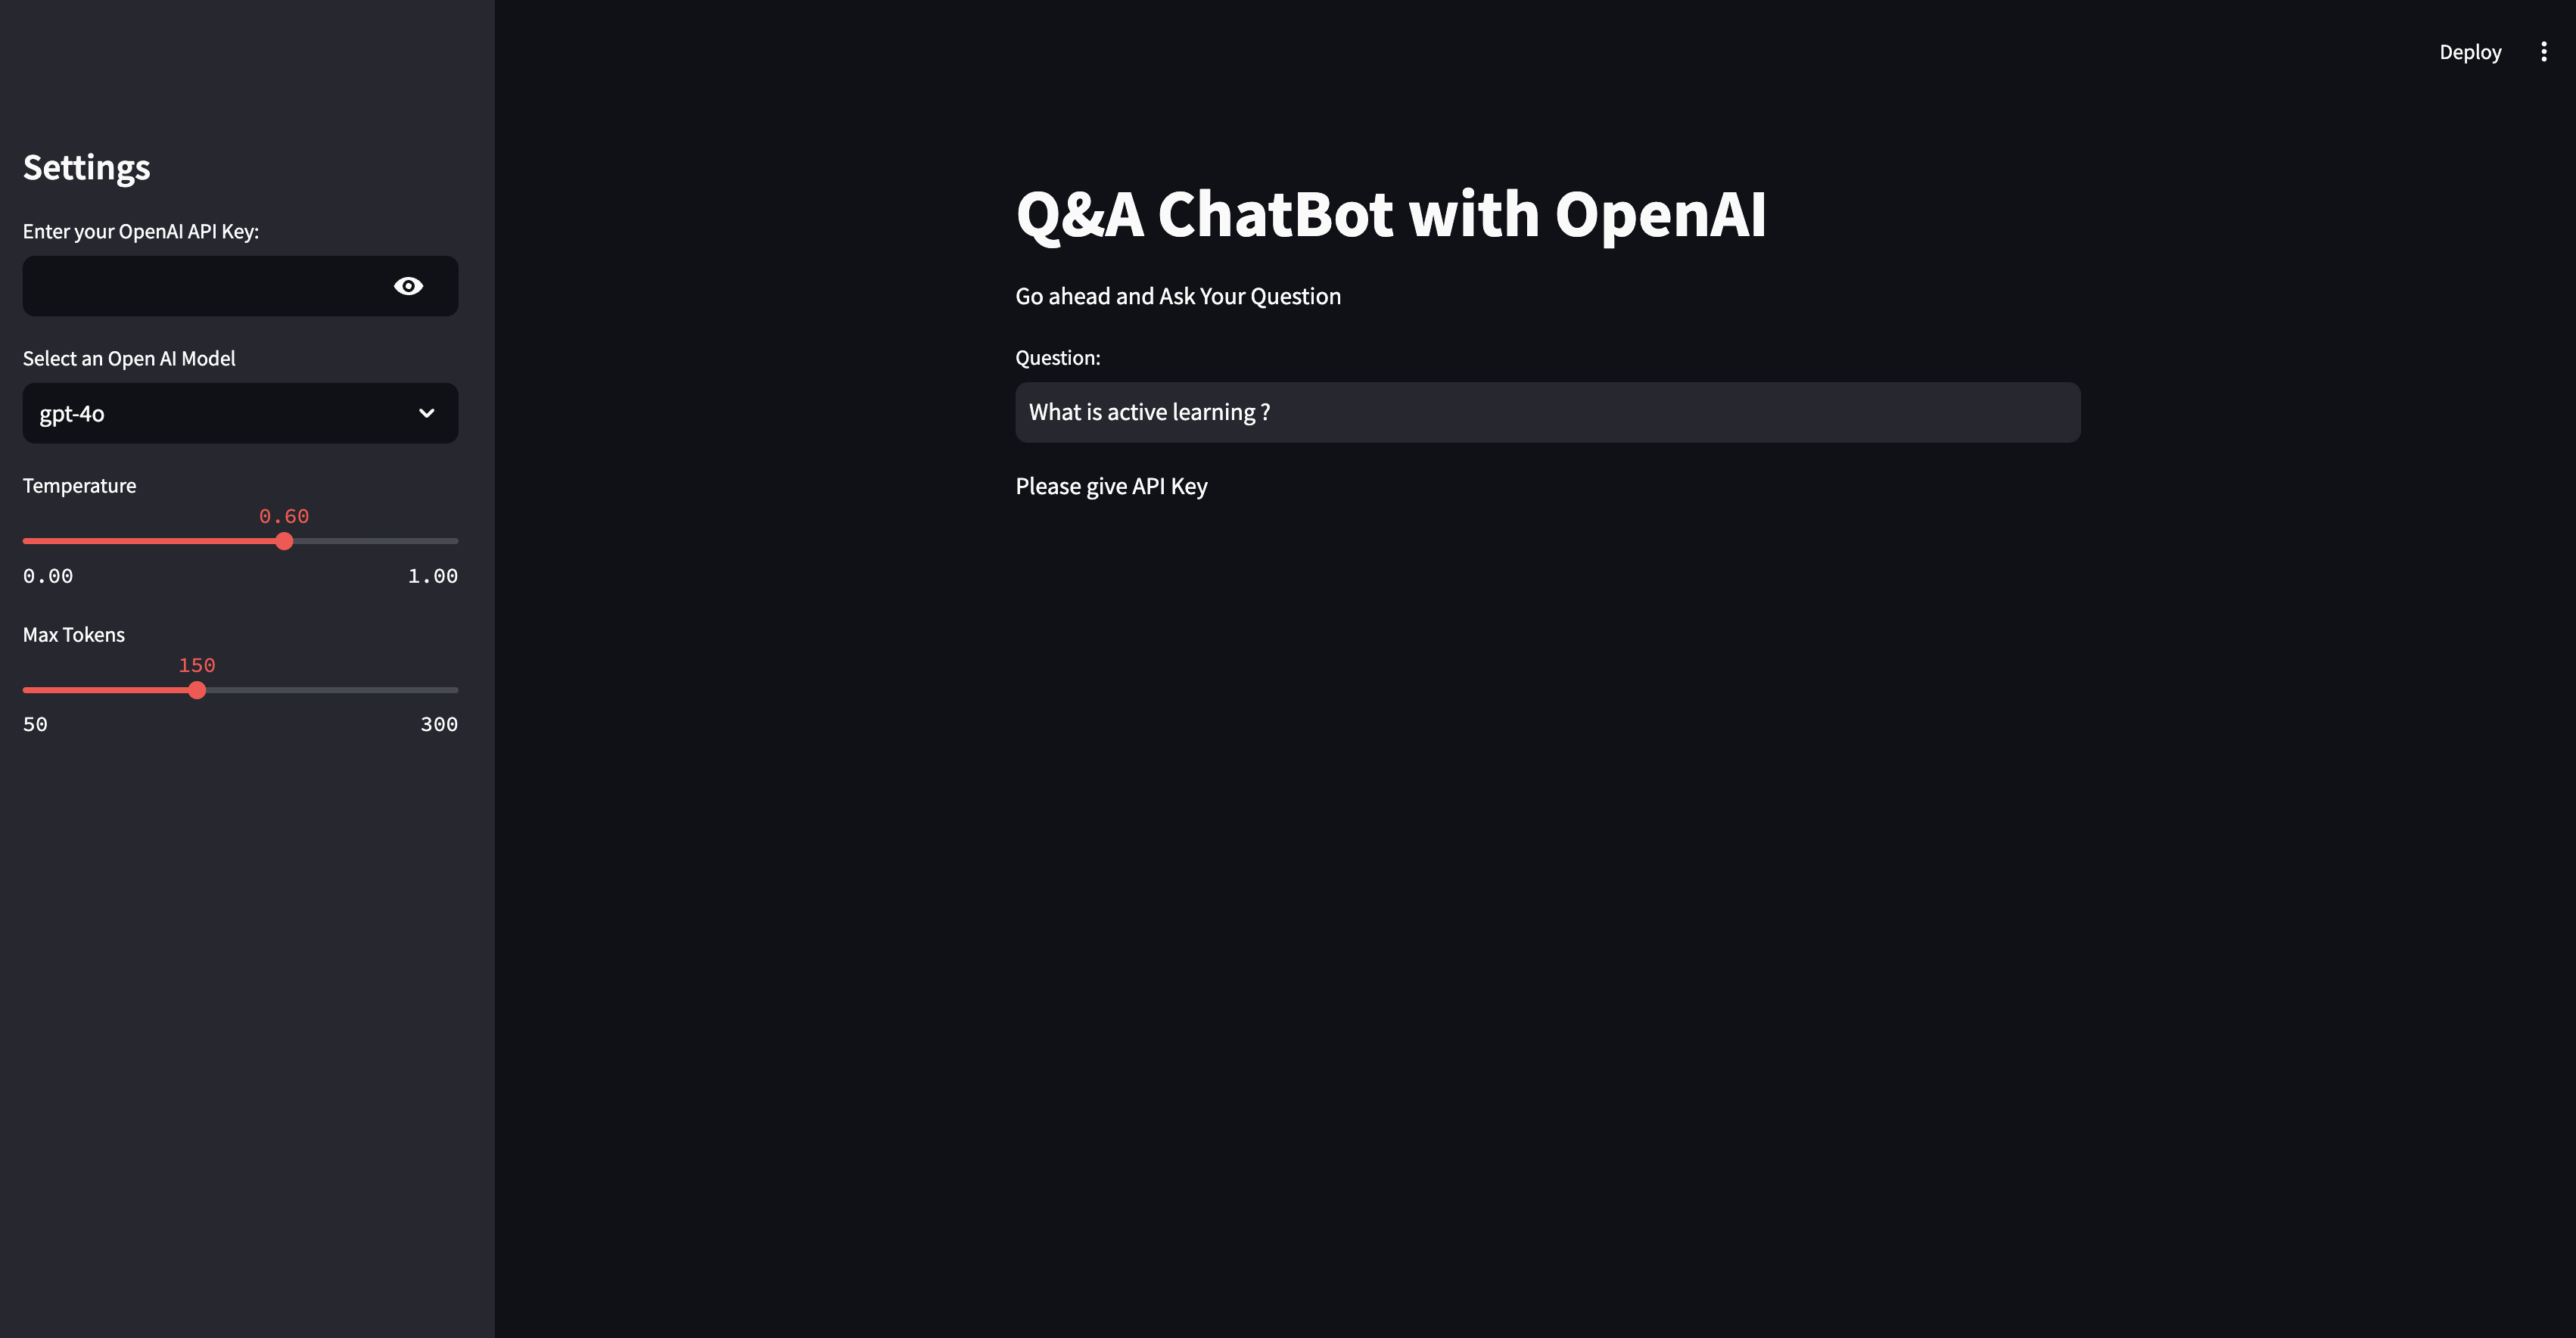 Deploy
Settings
Enter your OpenAI API Key:
Select an Open AI Model
gpt-4o
Temperature
0.60
0.00 1.00
Max Tokens
150
50 300
Q&A ChatBot with OpenAI
Go ahead and Ask Your Question
Question:
What is active learning ?
Please give API Key